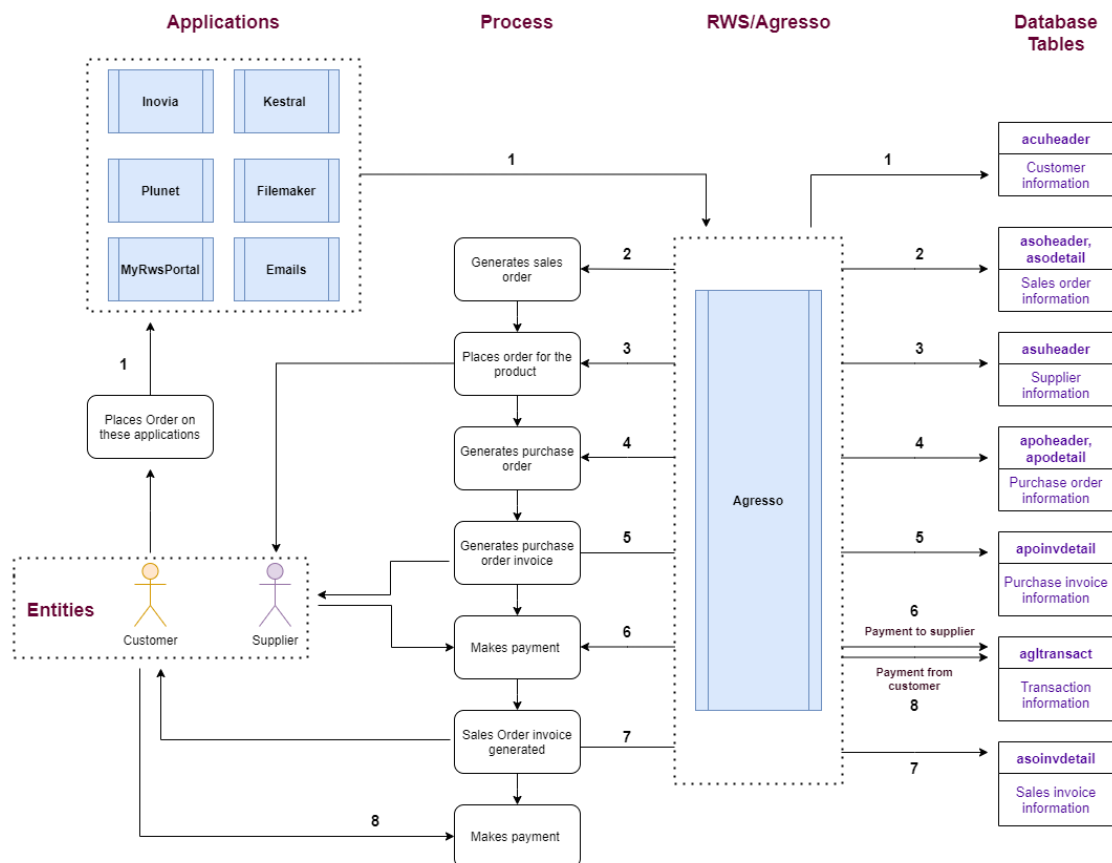 Applications
Process
RWS/Agresso
Database
Tables
Inovia
Kestral
Plunet
Filemaker
MyRwsPortal
Emails
1
1
acuheader
Customer
information
Generates sales
order
2
2
asoheader,
asodetail
Sales order
information
1
Places Order on
these applications
Places order for the
product
3
3
asuheader
Supplier
information
Generates purchase
order
4
4
apoheader,
apodetail
Purchase order
information
Agresso
Generates purchase
order invoice
5
5
apoinvdetail
Purchase invoice
information
Entities
Customer
Supplier
Makes payment
6
6
Payment to supplier
Payment from
customer
8
agltransact
Transaction
information
Sales Order invoice
generated
7
7
asoinvdetail
Sales invoice
information
8
Makes payment